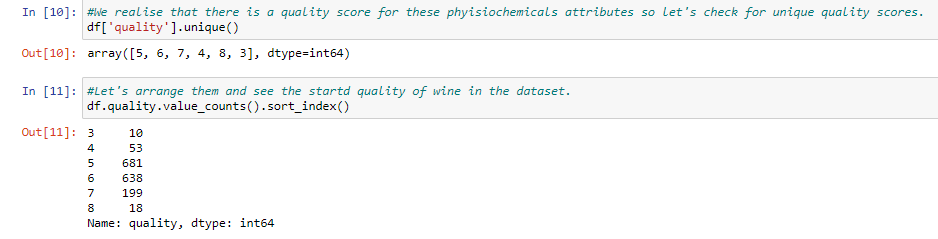 In [10]: #We realise that there is a quality score for these phyisiochemicals attributes so let's check for unique quality scores.
df['quality'].unique()
Out[10]: array([5, 6, 7, 4, 8, 3], dtype=int64)
In [11]: #Let's arrange them and see the startd quality of wine in the dataset.
df.quality.value_counts().sort_index()
Out[11]: 3 10
4 53
5 681
6 638
7 199
8 18
Name: quality, dtype: int64